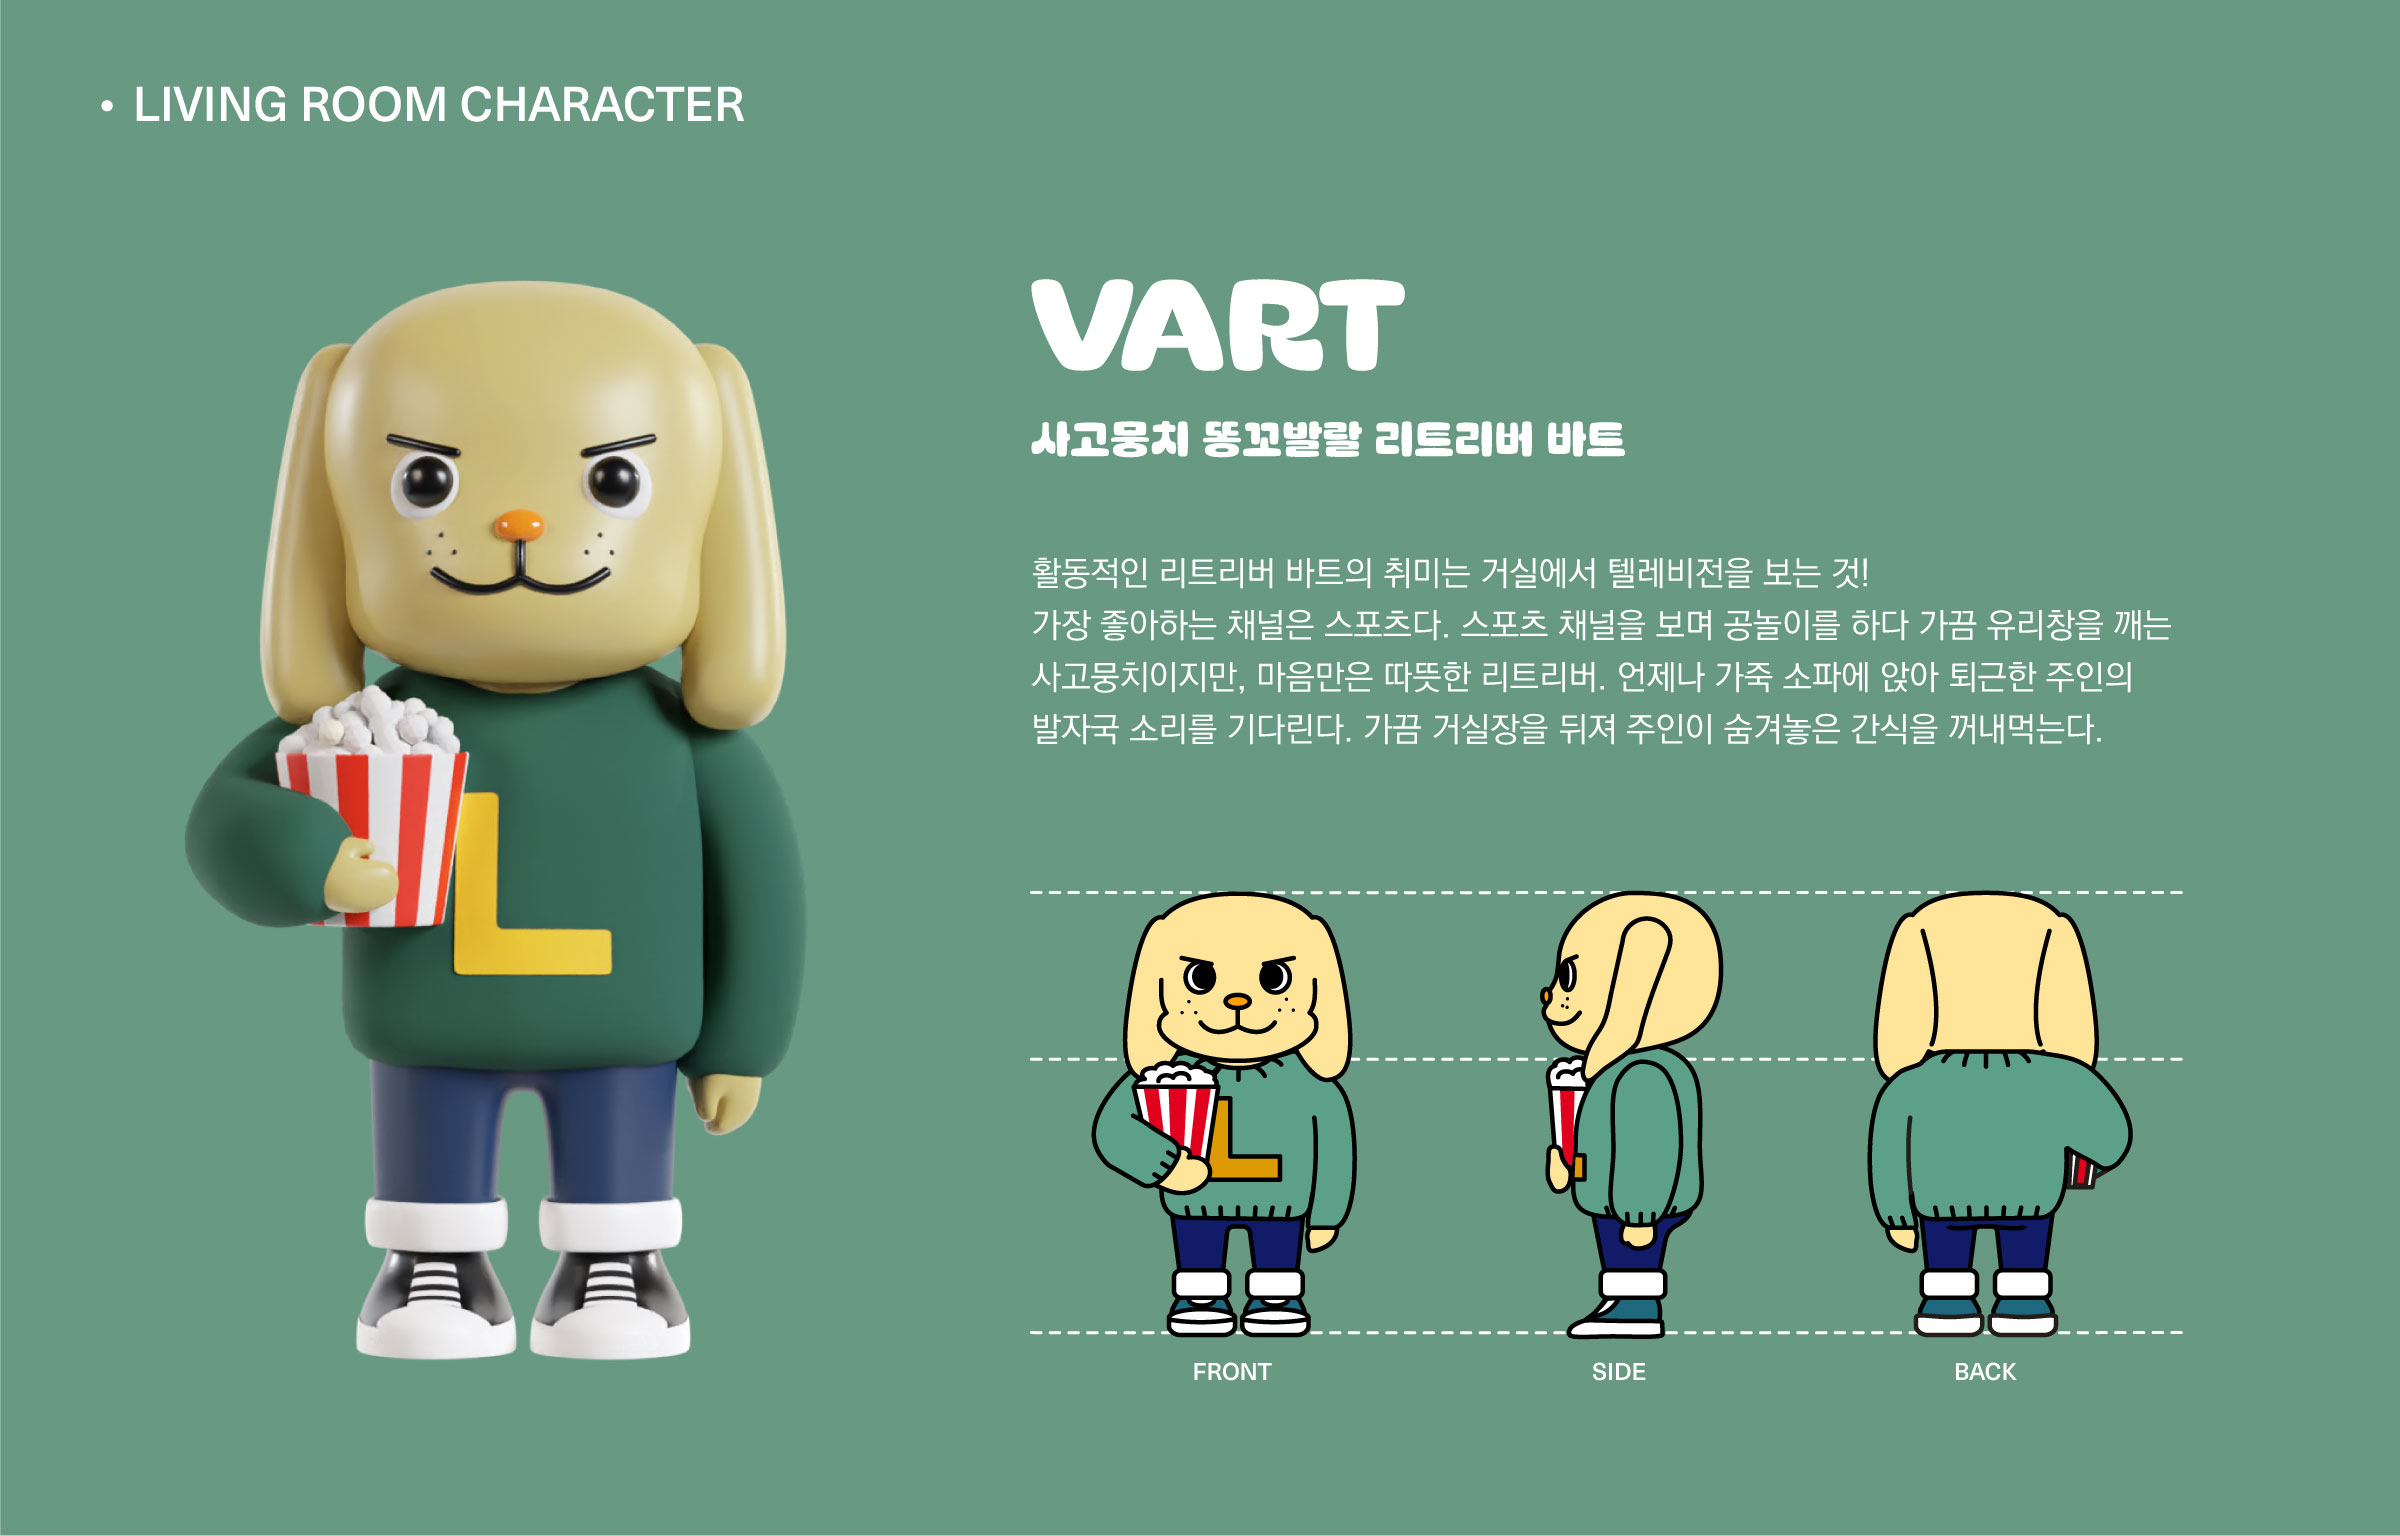 • LIVING ROOM CHARACTER
VART
사고뭉치 똥꼬발랄 리트리버 바트
활동적인 리트리버 바트의 취미는 거실에서 텔레비전을 보는 것!
가장 좋아하는 채널은 스포츠다. 스포츠 채널을 보며 공놀이를 하다 가끔 유리창을 깨는
사고뭉치이지만, 마음만은 따뜻한 리트리버. 언제나 가죽 소파에 앉아 퇴근한 주인의
발자국 소리를 기다린다. 가끔 거실장을 뒤져 주인이 숨겨놓은 간식을 꺼내먹는다.
L
L
FRONT
SIDE
BACK